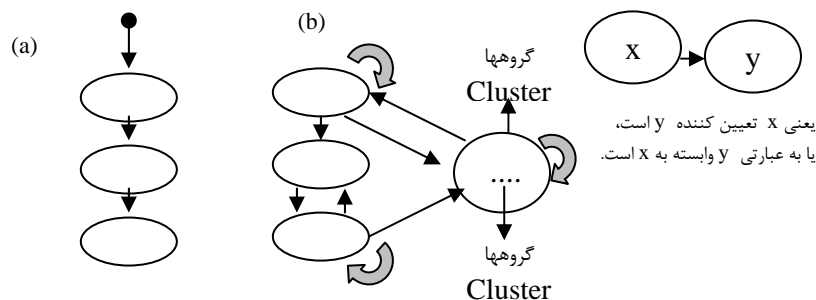 (a)
(b)
گروهها
Cluster
....
گروهها
Cluster
x
y
یعنی x تعیین کننده y است،
یا به عبارتی y وابسته به x است.